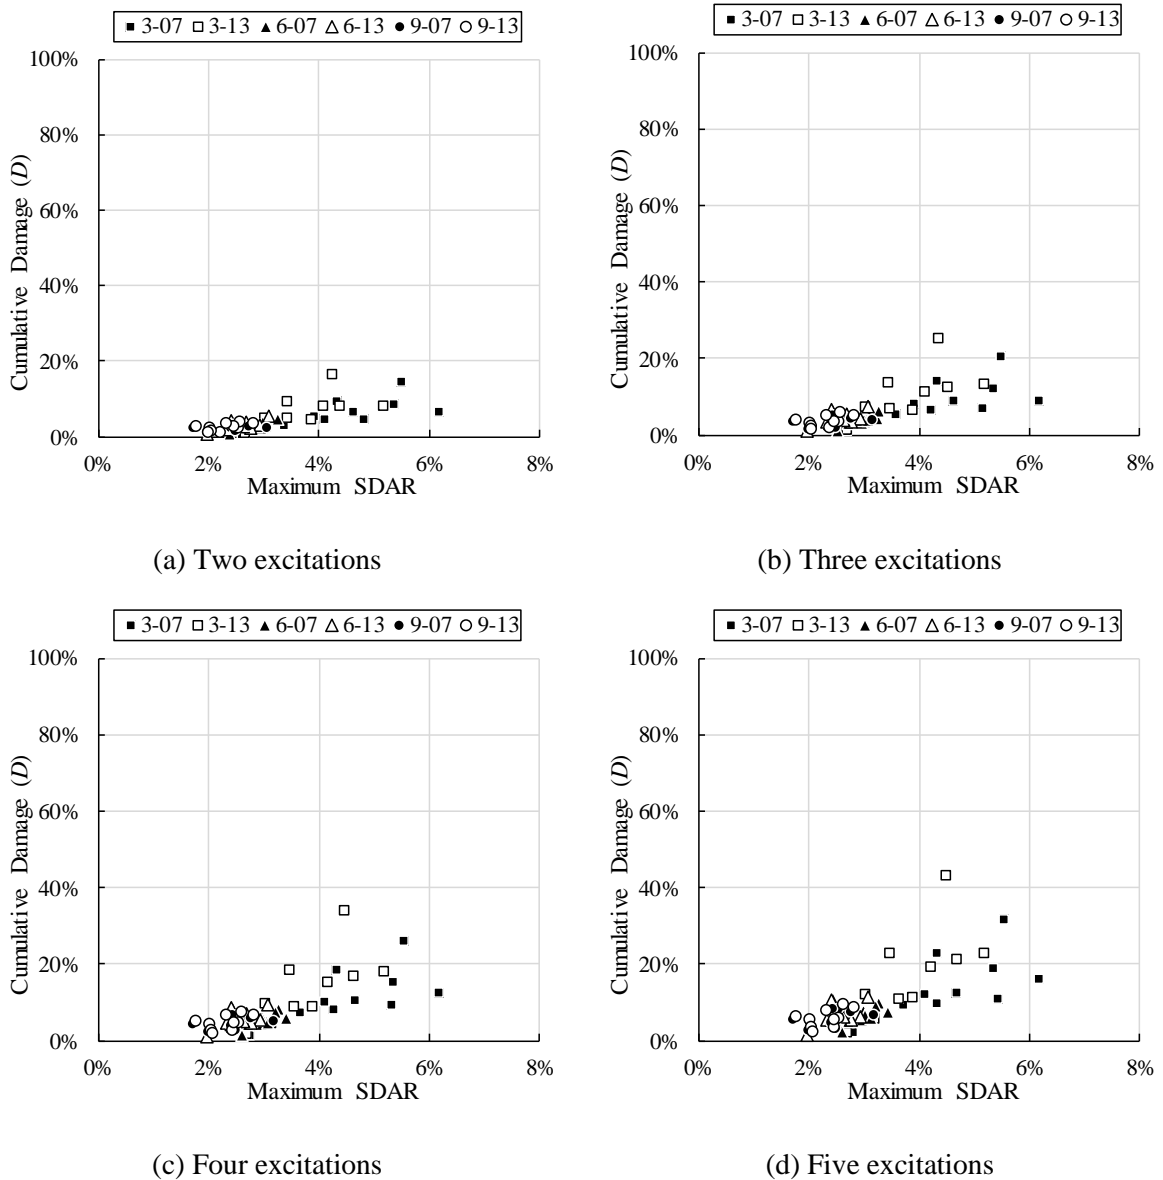 3-07 3-13 6-07 6-13 9-07 9-13
100%
80%
60%
40%
20%
0%
0% 2% 4% 6% 8%
Cumulative Damage (D)
Maximum SDAR
(a) Two excitations
3-07 3-13 6-07 6-13 9-07 9-13
100%
80%
60%
40%
20%
0%
0% 2% 4% 6% 8%
Cumulative Damage (D)
Maximum SDAR
(b) Three excitations
3-07 3-13 6-07 6-13 9-07 9-13
100%
80%
60%
40%
20%
0%
0% 2% 4% 6% 8%
Cumulative Damage (D)
Maximum SDAR
(c) Four excitations
3-07 3-13 6-07 6-13 9-07 9-13
100%
80%
60%
40%
20%
0%
0% 2% 4% 6% 8%
Cumulative Damage (D)
Maximum SDAR
(d) Five excitations